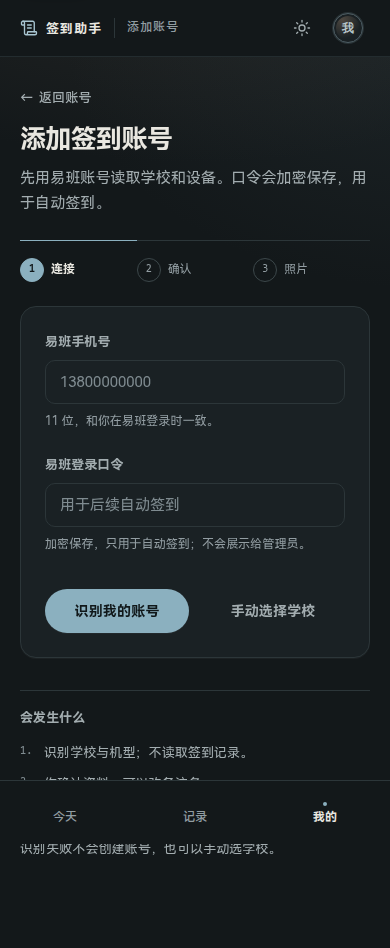 签到助手 添加账号 我
← 返回账号
添加签到账号
先用易班账号读取学校和设备。口令会加密保存，用
于自动签到。
1 连接 2 确认 3 照片
易班手机号
13800000000
11 位，和你在易班登录时一致。
易班登录口令
用于后续自动签到
加密保存，只用于自动签到；不会展示给管理员。
识别我的账号 手动选择学校
会发生什么
1. 识别学校与机型；不读取签到记录。
今天 记录 我的
识别失败不会创建账号，也可以手动选学校。